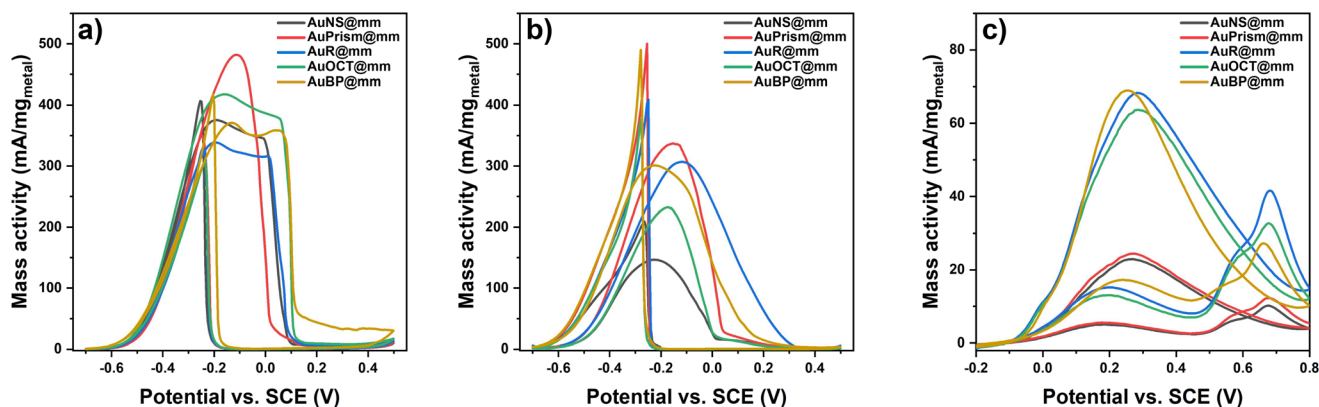 a)
AuNS@mm
AuPrism@mm
AuR@mm
AuOCT@mm
AuBP@mm
Mass activity (mA/mgmetal)
500
400
300
200
100
0
-0.6 -0.4 -0.2 0.0 0.2 0.4
Potential vs. SCE (V)
b)
AuNS@mm
AuPrism@mm
AuR@mm
AuOCT@mm
AuBP@mm
Mass activity (mA/mgmetal)
500
400
300
200
100
0
-0.6 -0.4 -0.2 0.0 0.2 0.4
Potential vs. SCE (V)
c)
AuNS@mm
AuPrism@mm
AuR@mm
AuOCT@mm
AuBP@mm
Mass activity (mA/mgmetal)
80
60
40
20
0
-0.2 0.0 0.2 0.4 0.6 0.8
Potential vs. SCE (V)